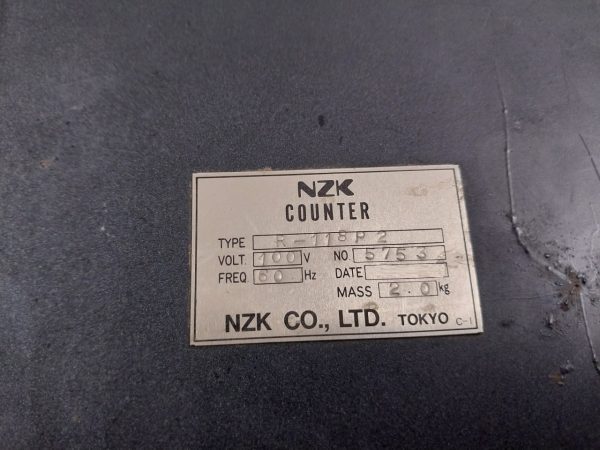 NZK
COUNTER
TYPE R-118P2
VOLT. 100 V NO. 5753
FREQ. 60 Hz DATE
MASS 2.0 kg
NZK CO., LTD. TOKYO C-1